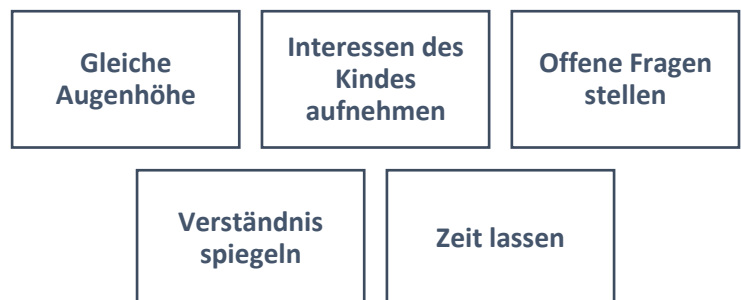 Gleiche
Augenhöhe
Interessen des
Kindes
aufnehmen
Offene Fragen
stellen
Verständnis
spiegeln
Zeit lassen